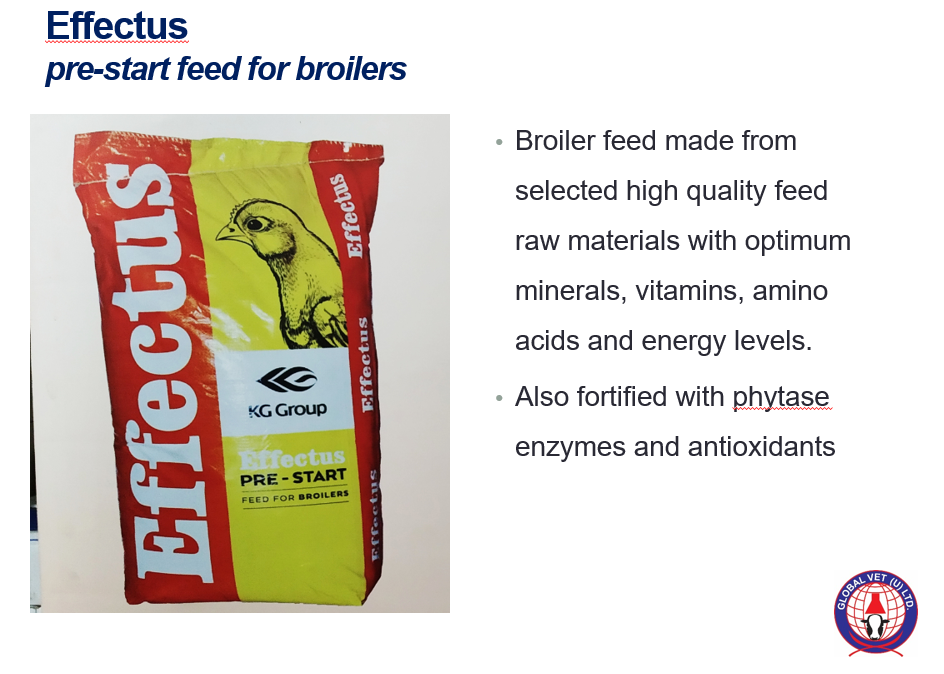 Effectus
pre-start feed for broilers
Effectus
Effectus
Effectus
Effectus
KG Group
Effectus
PRE - START
FEED FOR BROILERS
• Broiler feed made from
selected high quality feed
raw materials with optimum
minerals, vitamins, amino
acids and energy levels.
• Also fortified with phytase
enzymes and antioxidants
GLOBAL VET (U) LTD.